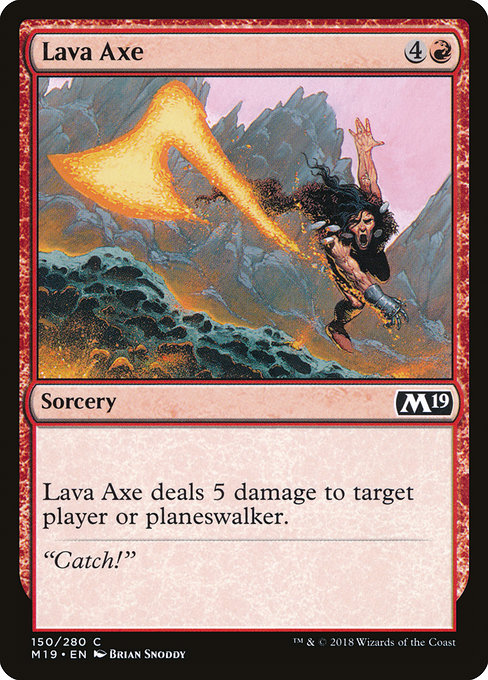 Lava Axe 4
Sorcery M19
Lava Axe deals 5 damage to target
player or planeswalker.
“Catch!”
150/280 C ™ & © 2018 Wizards of the Coast
M19 • EN Brian Snoddy